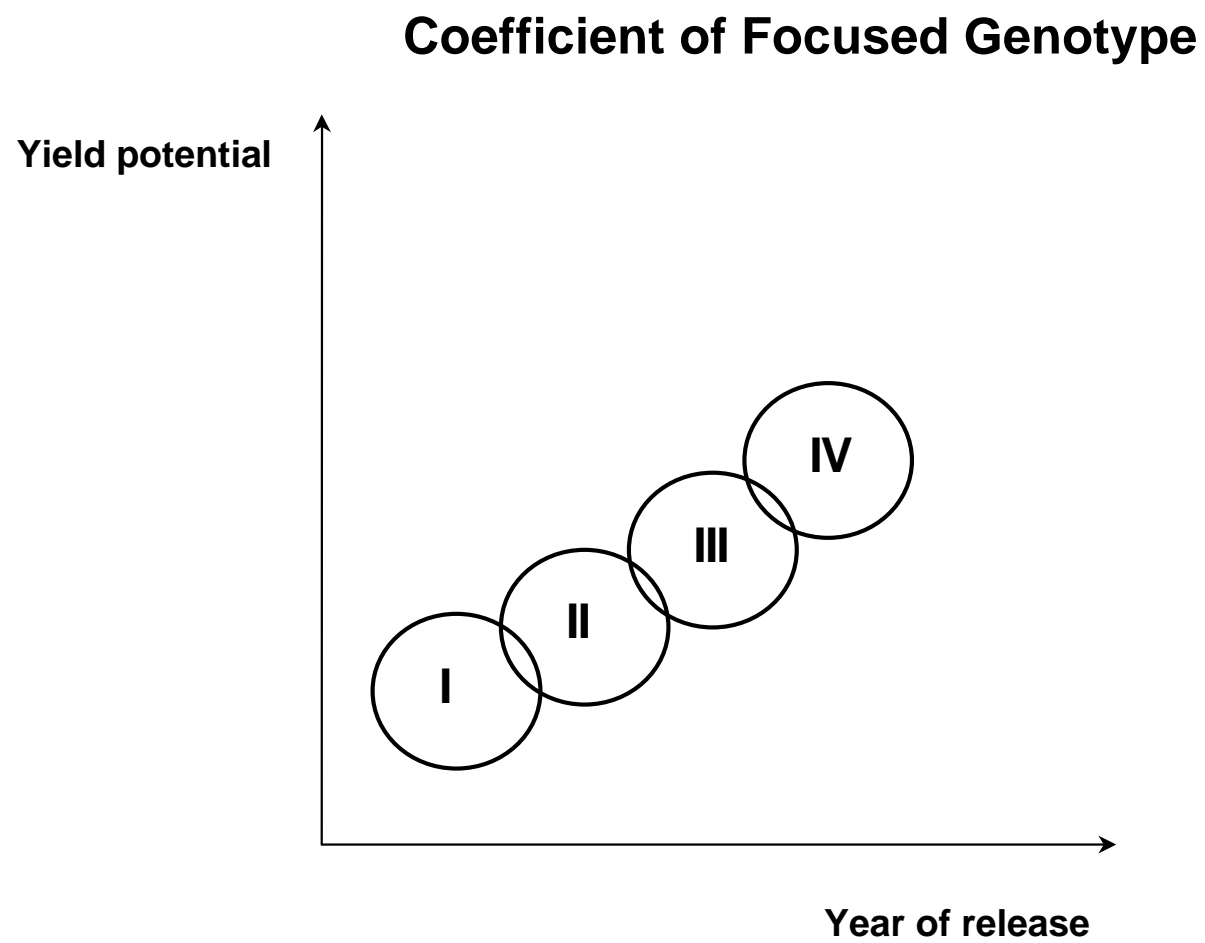 Coefficient of Focused Genotype
Yield potential
IV
III
II
I
Year of release